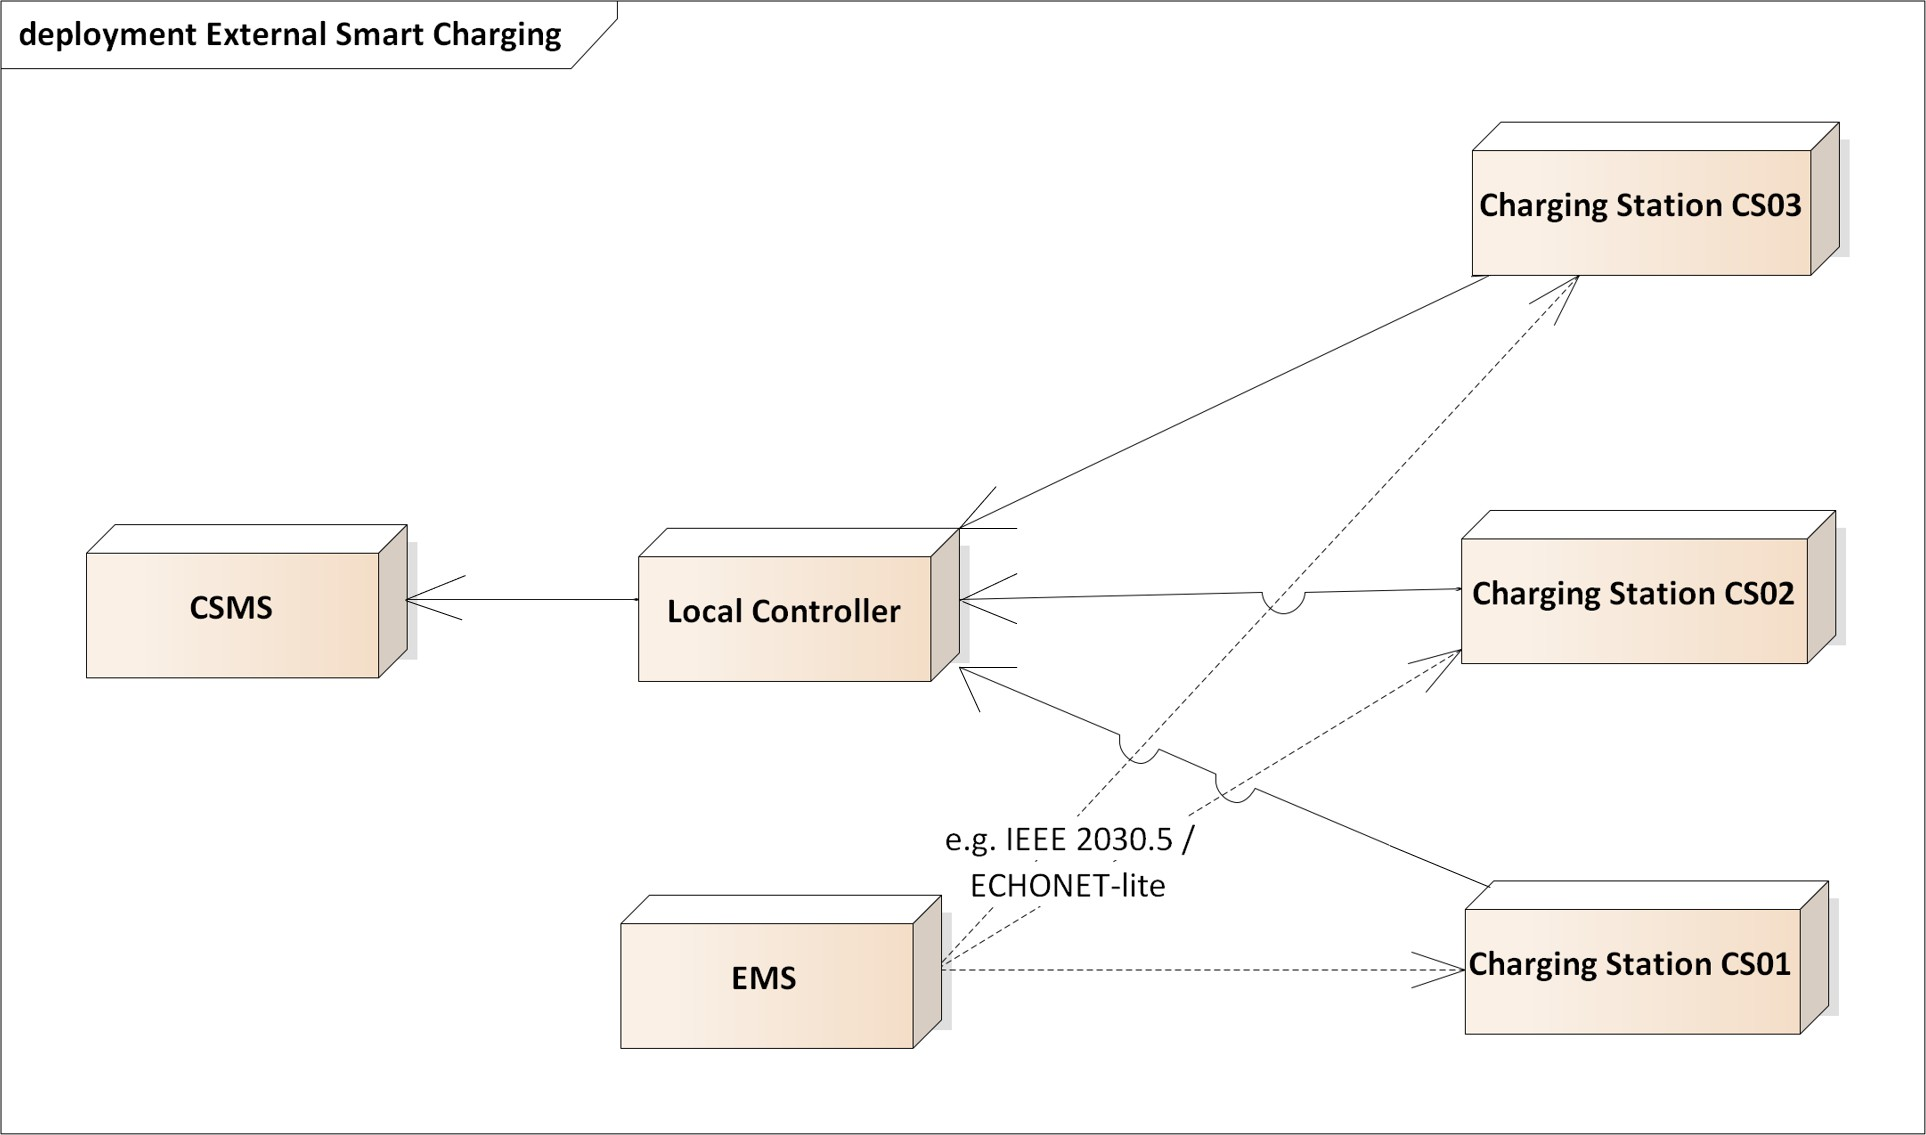 deployment External Smart Charging
Charging Station CS03
Charging Station CS02
CSMS
Local Controller
e.g. IEEE 2030.5 /
ECHONET-lite
EMS
Charging Station CS01